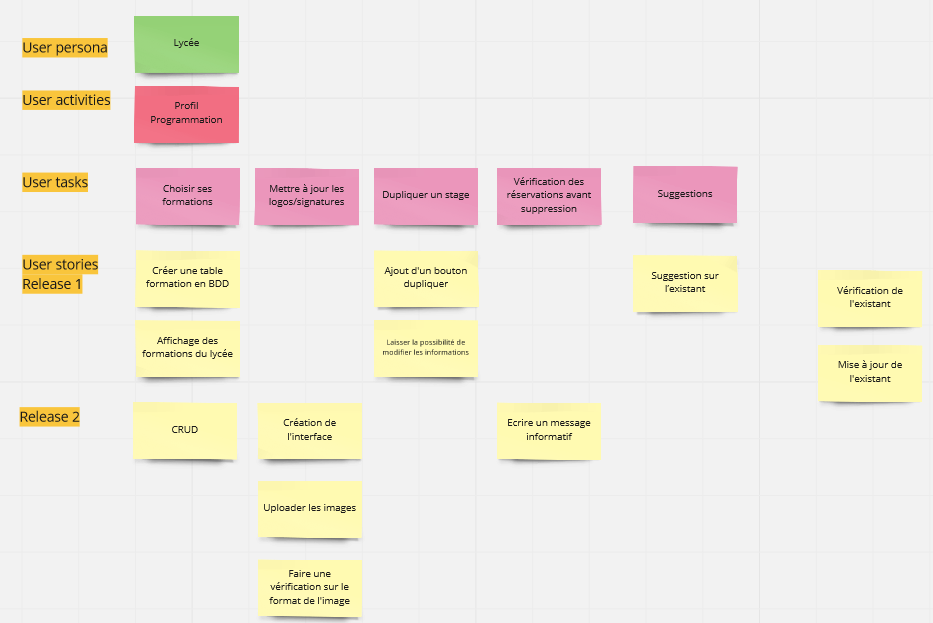 User persona
Lycée
User activities
Profil
Programmation
User tasks
Choisir ses
formations
Mettre à jour les
logos/signatures
Dupliquer un stage
Vérification des
réservations avant
suppression
Suggestions
User stories
Release 1
Créer une table
formation en BDD
Ajout d'un bouton
dupliquer
Suggestion sur
l'existant
Vérification de
l'existant
Affichage des
formations du lycée
Laisser la possibilité de
modifier les informations
Mise à jour de
l'existant
Release 2
CRUD
Création de
l'interface
Ecrire un message
informatif
Uploader les images
Faire une
vérification sur le
format de l'image